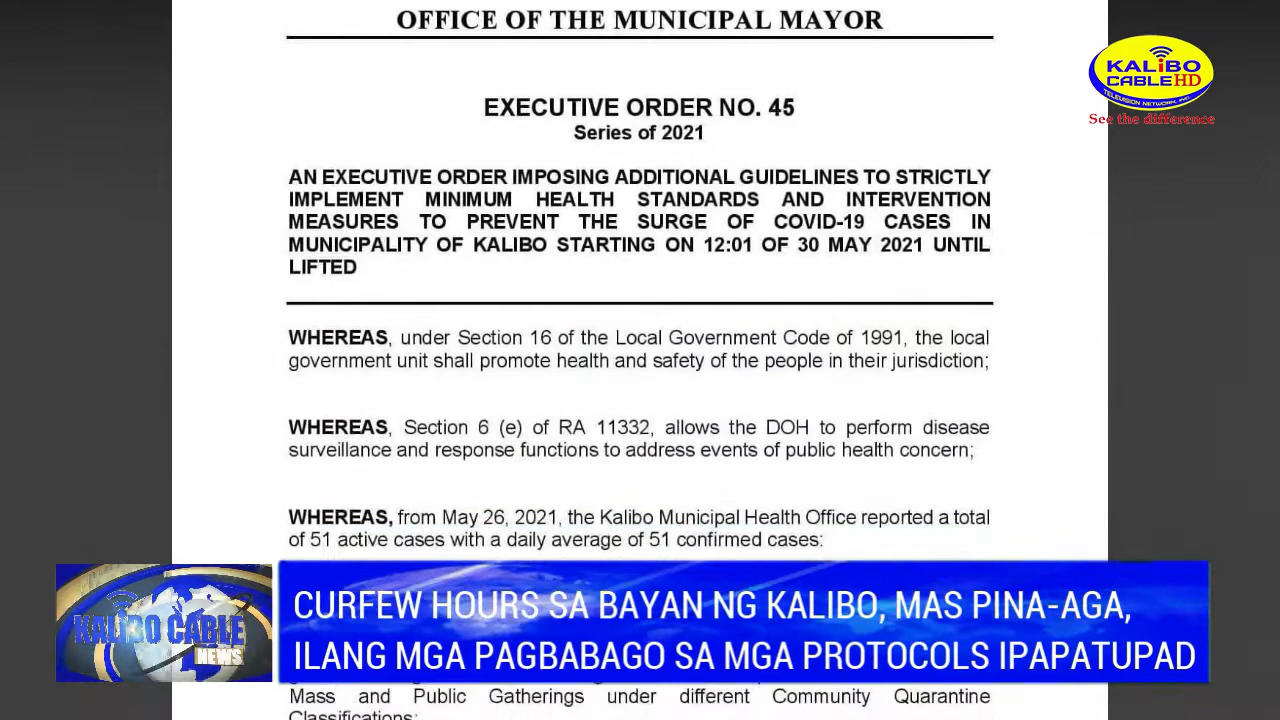 OFFICE OF THE MUNICIPAL MAYOR
KALIBO
CABLE HD
TELEVISION NETWORK, INC.
See the difference
EXECUTIVE ORDER NO. 45
Series of 2021
AN EXECUTIVE ORDER IMPOSING ADDITIONAL GUIDELINES TO STRICTLY
IMPLEMENT MINIMUM HEALTH STANDARDS AND INTERVENTION
MEASURES TO PREVENT THE SURGE OF COVID-19 CASES IN
MUNICIPALITY OF KALIBO STARTING ON 12:01 OF 30 MAY 2021 UNTIL
LIFTED
WHEREAS, under Section 16 of the Local Government Code of 1991, the local
government unit shall promote health and safety of the people in their jurisdiction;
WHEREAS, Section 6 (e) of RA 11332, allows the DOH to perform disease
surveillance and response functions to address events of public health concern;
WHEREAS, from May 26, 2021, the Kalibo Municipal Health Office reported a total
of 51 active cases with a daily average of 51 confirmed cases:
KALIBO CABLE
NEWS
CURFEW HOURS SA BAYAN NG KALIBO, MAS PINA-AGA,
ILANG MGA PAGBABAGO SA MGA PROTOCOLS IPAPATUPAD
Mass and Public Gatherings under different Community Quarantine
Classifications;